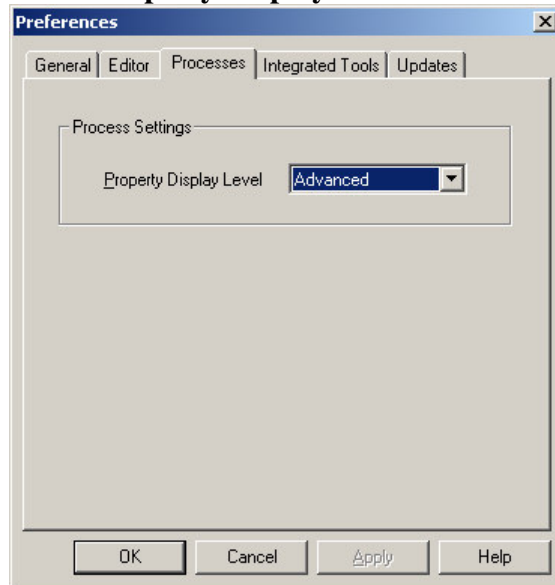 Preferences
General Editor Processes Integrated Tools Updates
Process Settings
Property Display Level Advanced
OK Cancel Apply Help